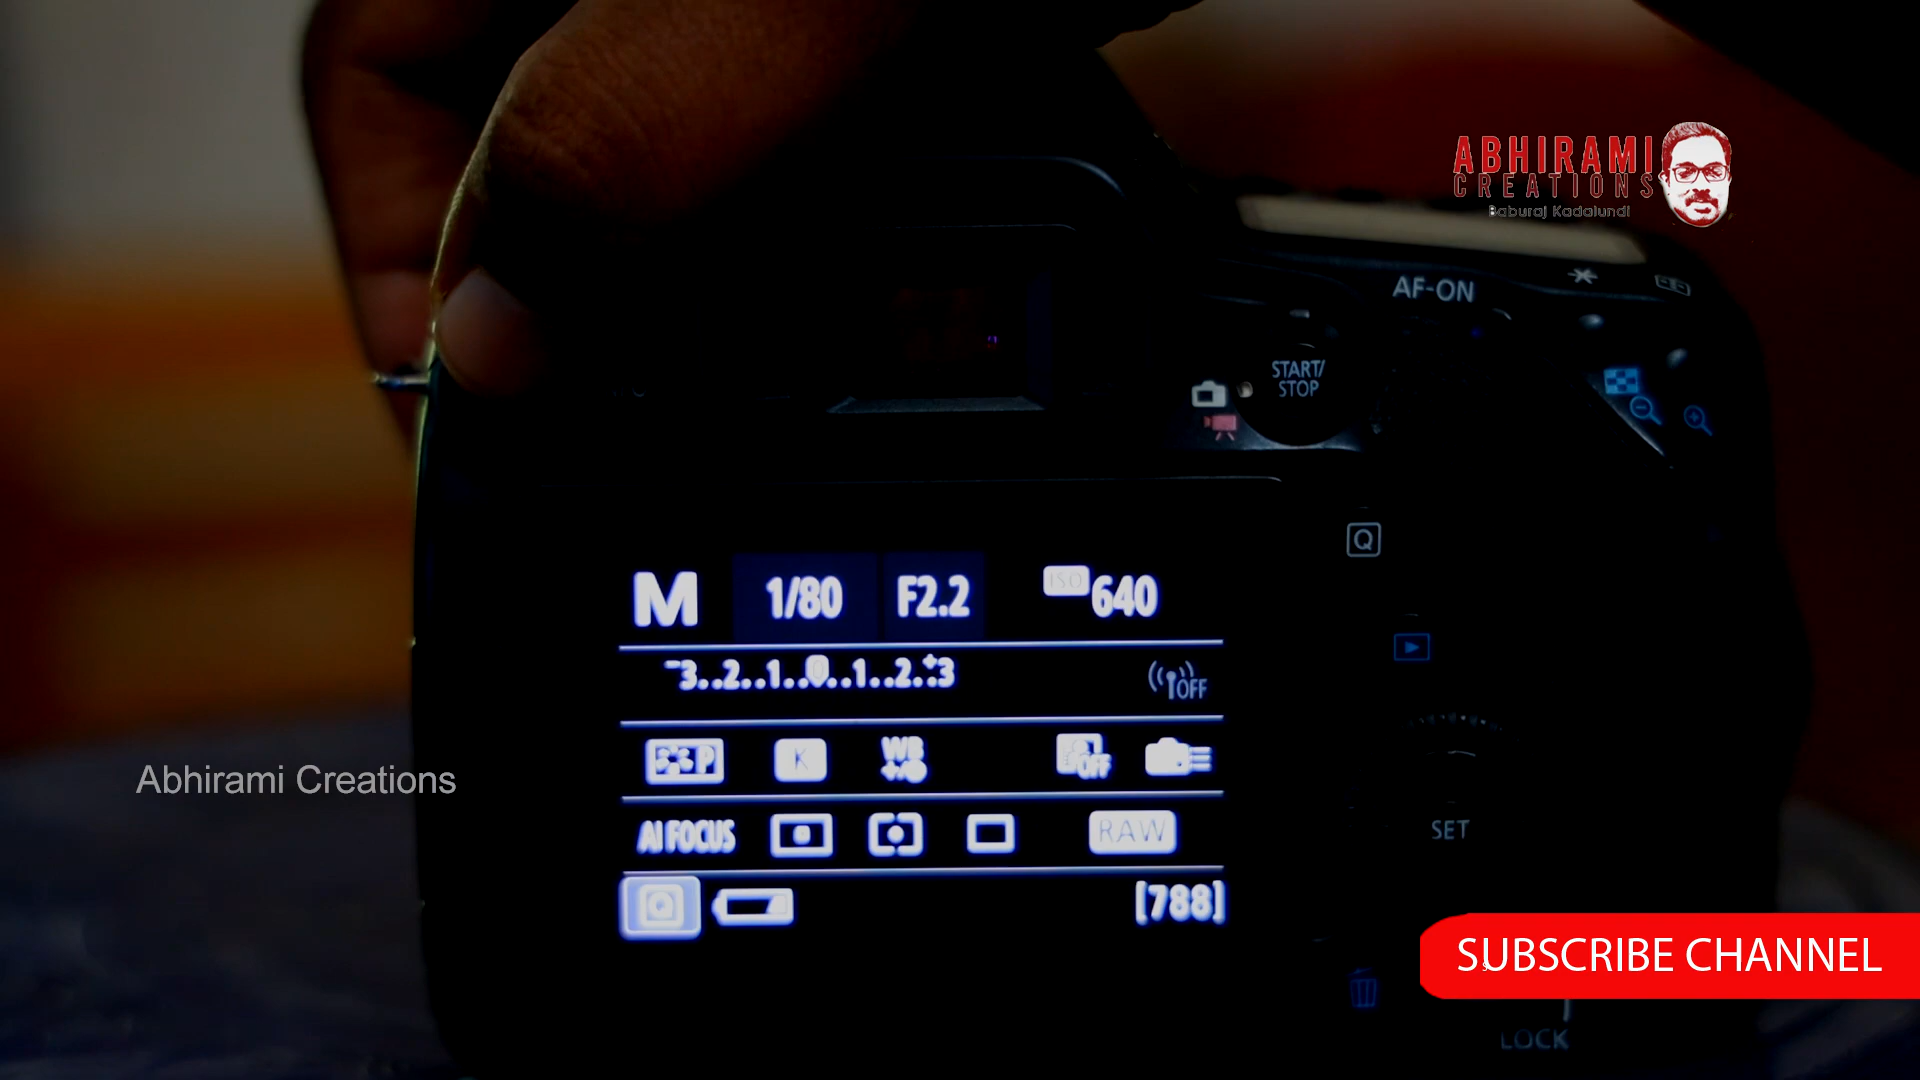 ABHIRAMI
CREATIONS
Baburaj Kadalundi
AF-ON
START/
STOP
Q
M 1/80 F2.2 ISO 640
-3..2..1..0..1..2..+3 OFF
P K WB +/- OFF
AI FOCUS RAW
Q [788]
Abhirami Creations
SET
SUBSCRIBE CHANNEL
LOCK